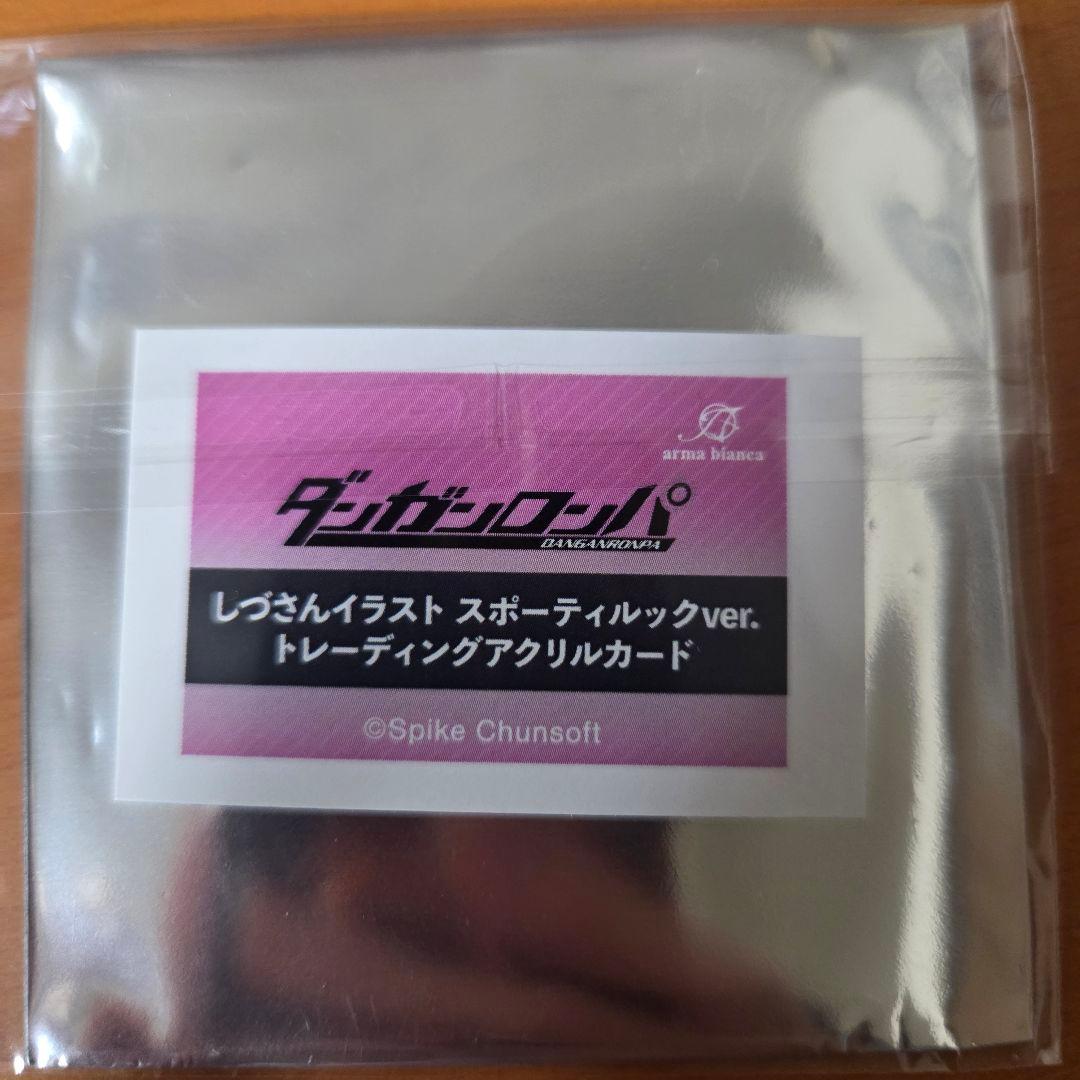 arma bianca
ダンガンロンパ
DANGANRONPA
しづさんイラスト スポーティルックver.
トレーディングアクリルカード
©Spike Chunsoft